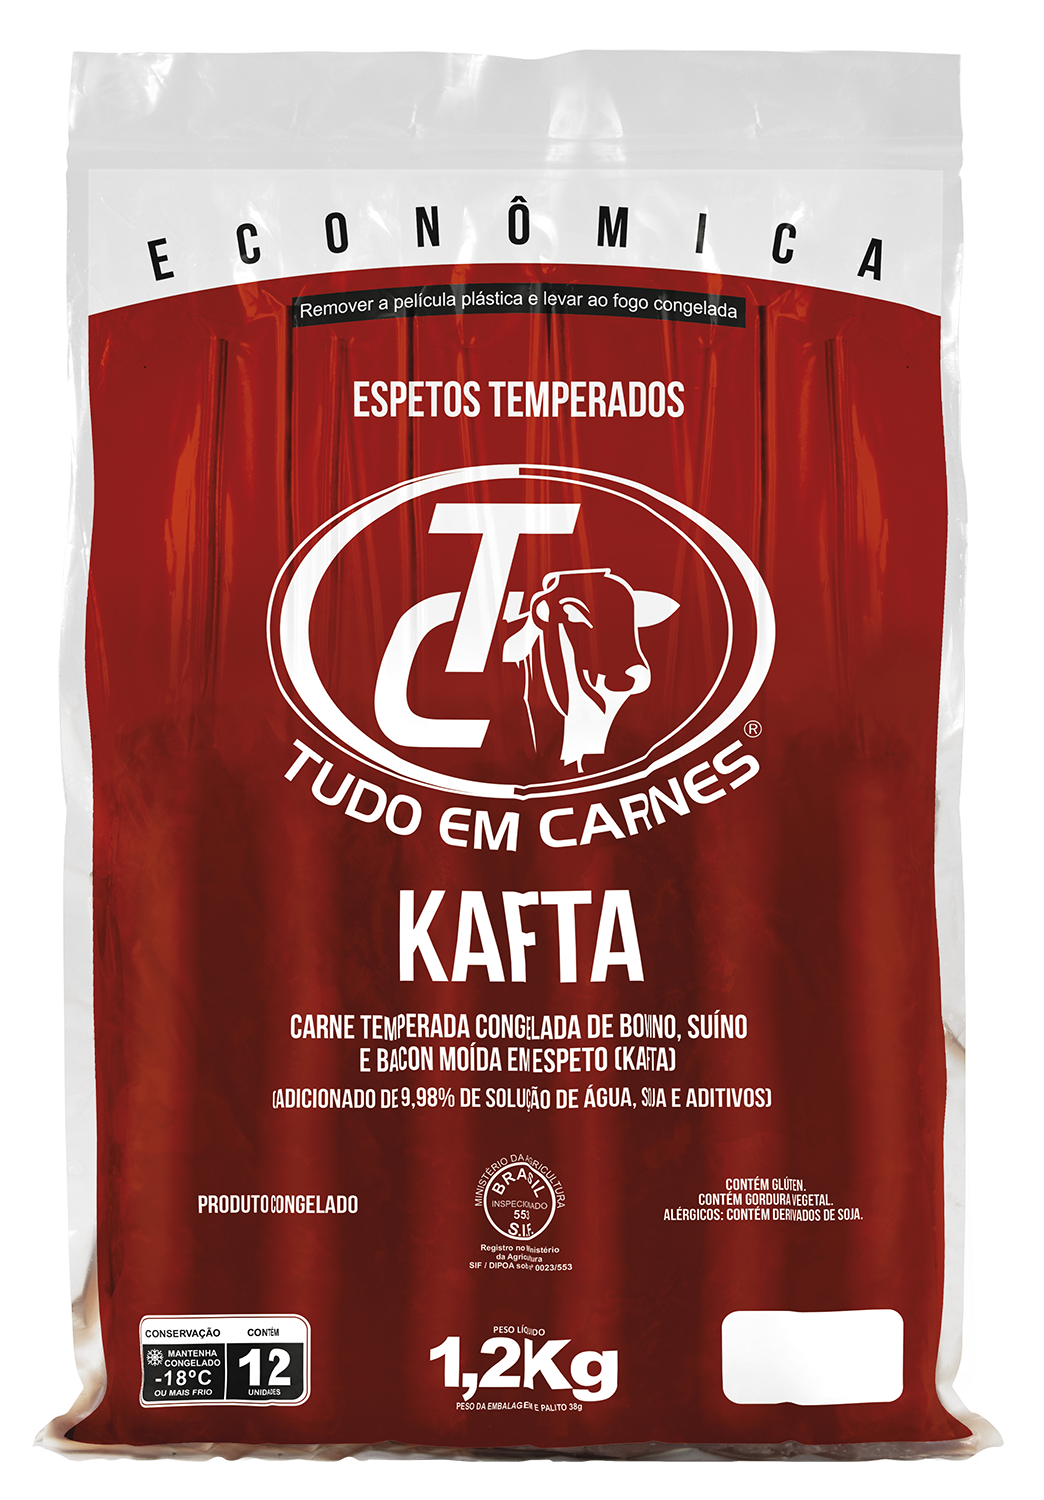 ECONÔMICA
Remover a película plástica e levar ao fogo congelada
ESPETOS TEMPERADOS
TC
TUDO EM CARNES®
KAFTA
CARNE TEMPERADA CONGELADA DE BOVINO, SUÍNO
E BACON MOÍDA EM ESPETO (KAFTA)
(ADICIONADO DE 9,98% DE SOLUÇÃO DE ÁGUA, SOJA E ADITIVOS)
PRODUTO CONGELADO
MINISTÉRIO DA AGRICULTURA
BRASIL
INSPECIONADO
553
S.I.F.
Registro no Ministério
da Agricultura
SIF / DIPOA sob nº 0023/553
CONTÉM GLÚTEN.
CONTÉM GORDURA VEGETAL.
ALÉRGICOS: CONTÉM DERIVADOS DE SOJA.
CONSERVAÇÃO
MANTENHA
CONGELADO
-18ºC
OU MAIS FRIO
CONTÉM
12
UNIDADES
PESO LÍQUIDO
1,2Kg
PESO DA EMBALAGEM E PALITO 38g